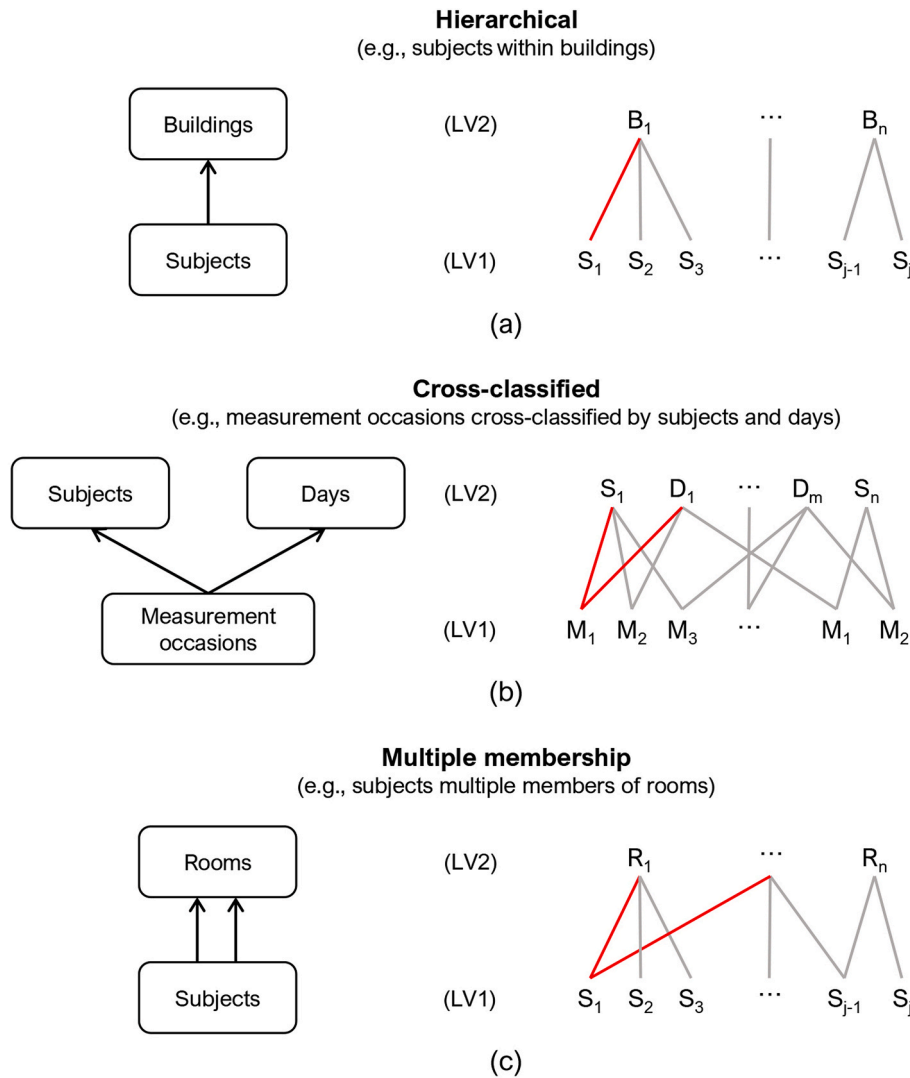 Hierarchical
(e.g., subjects within buildings)
Buildings
(LV2)
B1 ... Bn
Subjects
(LV1)
S1 S2 S3 ... Sj-1 Sj
(a)
Cross-classified
(e.g., measurement occasions cross-classified by subjects and days)
Subjects
Days
(LV2)
S1 D1 ... Dm Sn
Measurement
occasions
(LV1)
M1 M2 M3 ... M1 M2
(b)
Multiple membership
(e.g., subjects multiple members of rooms)
Rooms
(LV2)
R1 ... Rn
Subjects
(LV1)
S1 S2 S3 ... Sj-1 Sj
(c)